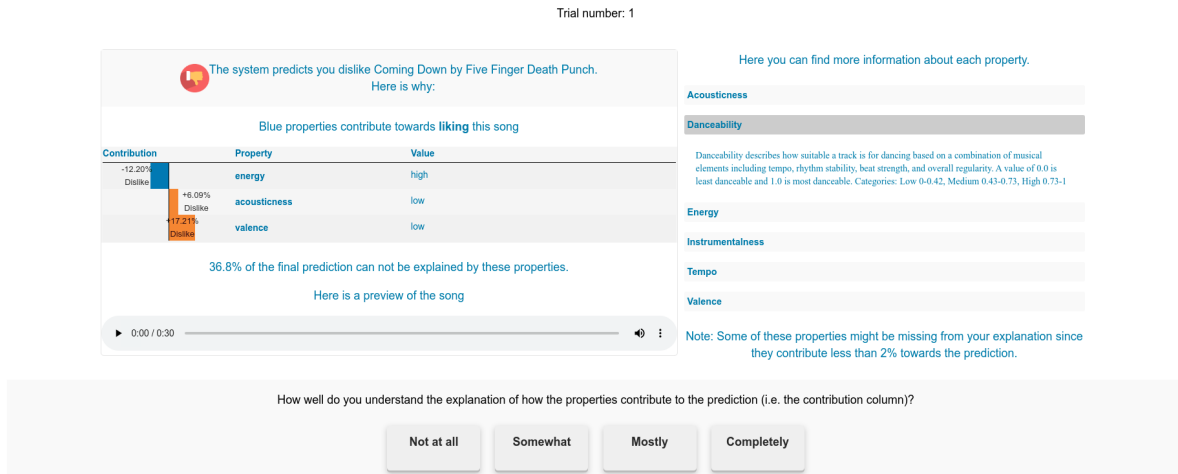 Trial number: 1
The system predicts you dislike Coming Down by Five Finger Death Punch.
Here is why:
Blue properties contribute towards liking this song
Contribution Property Value
-12.20%
Dislike
energy high
+6.09%
Dislike
acousticness low
+17.21%
Dislike
valence low
36.8% of the final prediction can not be explained by these properties.
Here is a preview of the song
0:00 / 0:30
Here you can find more information about each property.
Acousticness
Danceability
Danceability describes how suitable a track is for dancing based on a combination of musical
elements including tempo, rhythm stability, beat strength, and overall regularity. A value of 0.0 is
least danceable and 1.0 is most danceable. Categories: Low 0-0.42, Medium 0.43-0.73, High 0.73-1
Energy
Instrumentalness
Tempo
Valence
Note: Some of these properties might be missing from your explanation since
they contribute less than 2% towards the prediction.
How well do you understand the explanation of how the properties contribute to the prediction (i.e. the contribution column)?
Not at all Somewhat Mostly Completely